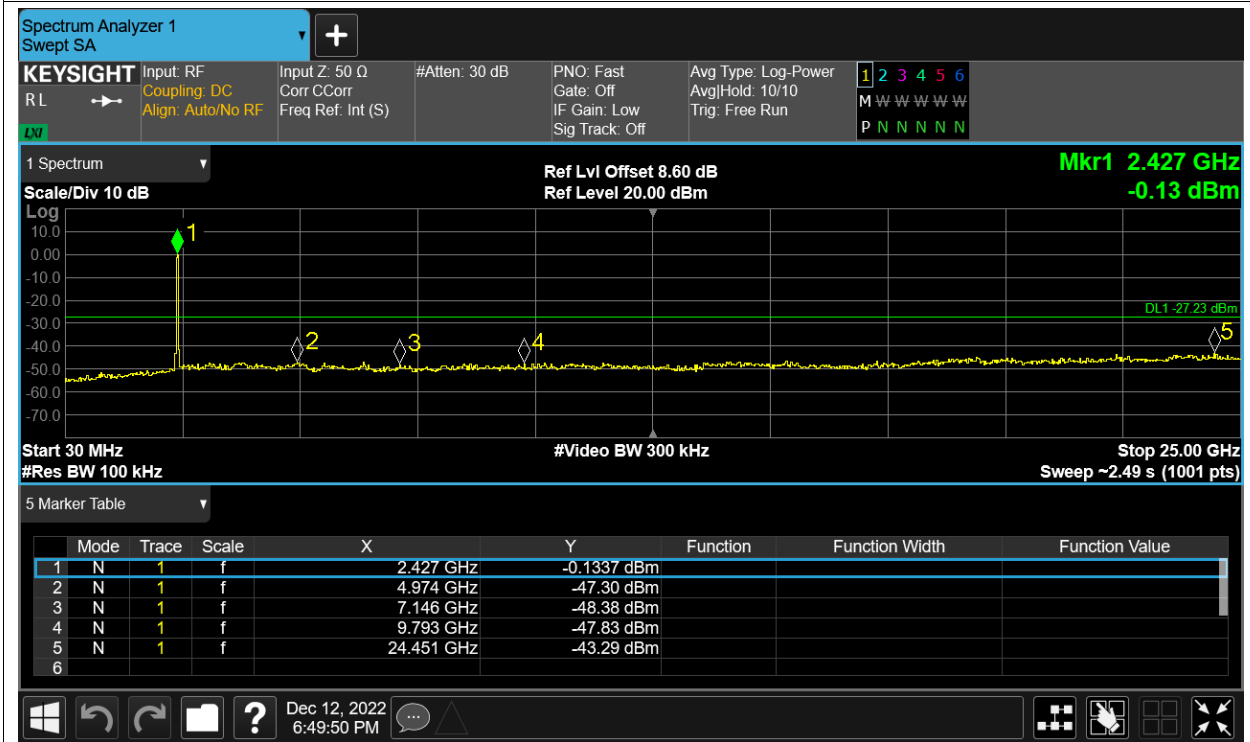 Spectrum Analyzer 1
Swept SA
+
KEYSIGHT
R L
LXI
Input: RF
Coupling: DC
Align: Auto/No RF
Input Z: 50 Ω
Corr CCorr
Freq Ref: Int (S)
#Atten: 30 dB
PNO: Fast
Gate: Off
IF Gain: Low
Sig Track: Off
Avg Type: Log-Power
Avg|Hold: 10/10
Trig: Free Run
1 2 3 4 5 6
M W W W W W
P N N N N N
1 Spectrum
Scale/Div 10 dB
Ref Lvl Offset 8.60 dB
Ref Level 20.00 dBm
Mkr1 2.427 GHz
-0.13 dBm
Log
10.0
0.00
-10.0
-20.0
-30.0
-40.0
-50.0
-60.0
-70.0
1
2
3
4
5
DL1 -27.23 dBm
Start 30 MHz
#Video BW 300 kHz
Stop 25.00 GHz
#Res BW 100 kHz
Sweep ~2.49 s (1001 pts)
5 Marker Table
Mode Trace Scale X Y Function Function Width Function Value
1 N 1 f 2.427 GHz -0.1337 dBm
2 N 1 f 4.974 GHz -47.30 dBm
3 N 1 f 7.146 GHz -48.38 dBm
4 N 1 f 9.793 GHz -47.83 dBm
5 N 1 f 24.451 GHz -43.29 dBm
6
?
Dec 12, 2022
6:49:50 PM